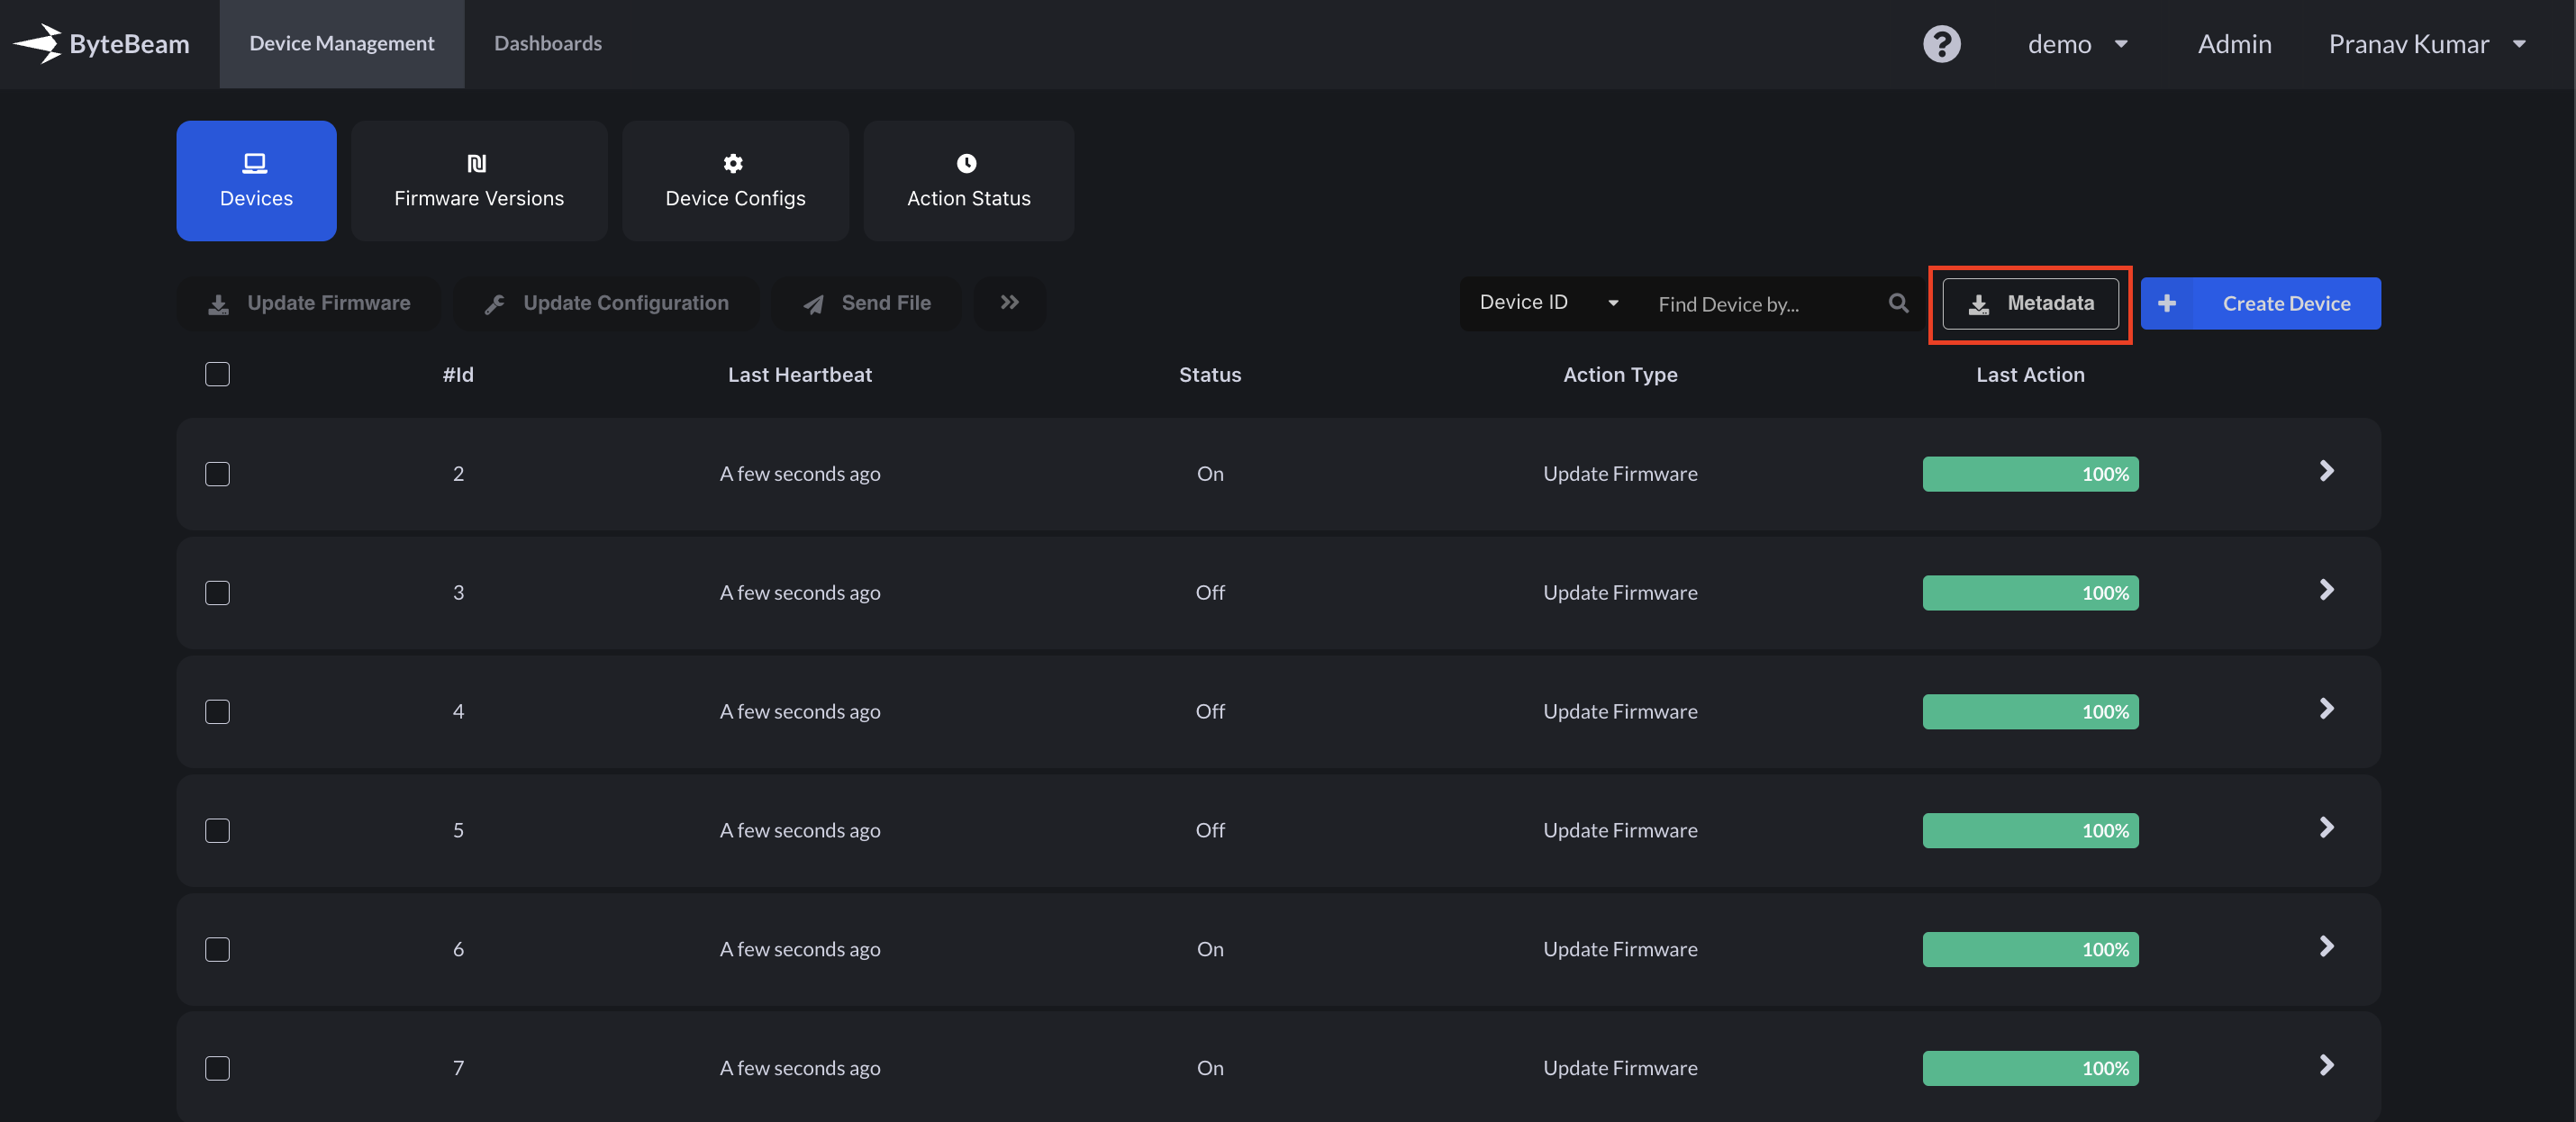 ByteBeam Device Management Dashboards ? demo Admin Pranav Kumar
Devices Firmware Versions Device Configs Action Status
Update Firmware Update Configuration Send File Device ID Find Device by... Metadata Create Device
#Id Last Heartbeat Status Action Type Last Action
2 A few seconds ago On Update Firmware 100%
3 A few seconds ago Off Update Firmware 100%
4 A few seconds ago Off Update Firmware 100%
5 A few seconds ago Off Update Firmware 100%
6 A few seconds ago On Update Firmware 100%
7 A few seconds ago On Update Firmware 100%